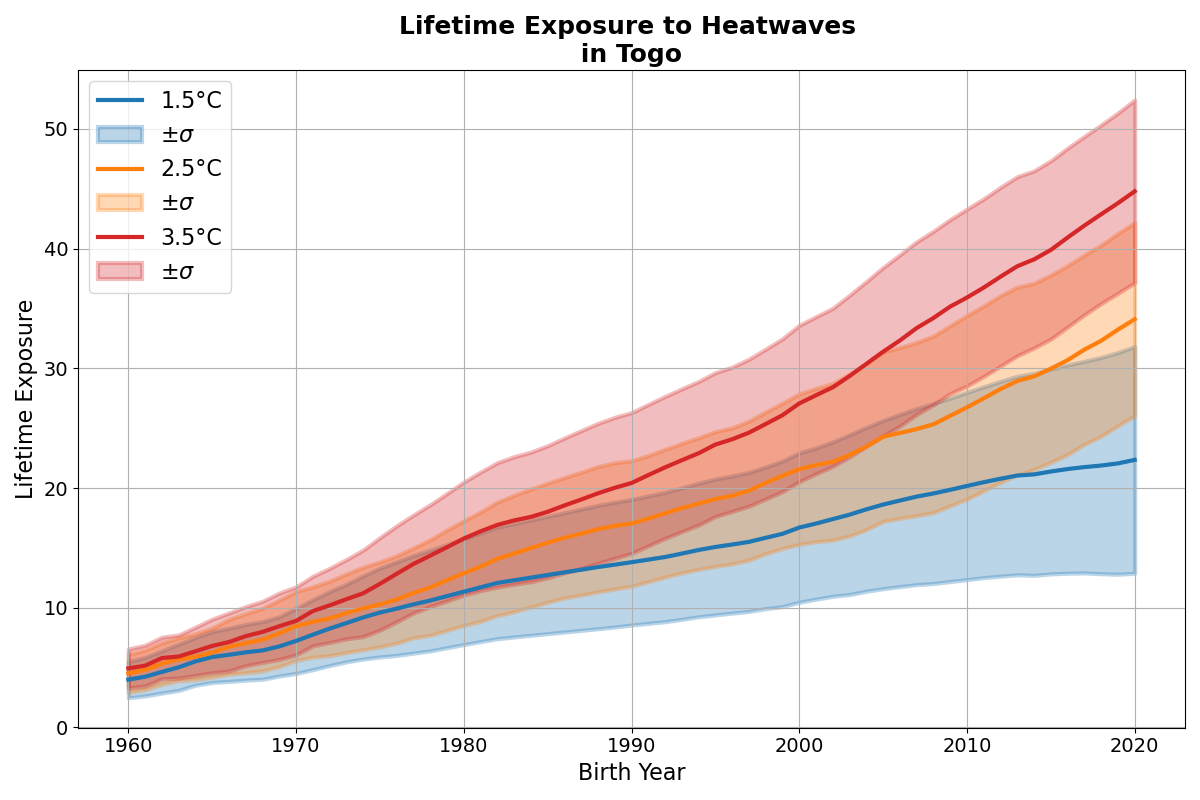 Lifetime Exposure to Heatwaves
in Togo
1.5°C
±σ
2.5°C
±σ
3.5°C
±σ
Lifetime Exposure
50
40
30
20
10
0
1960 1970 1980 1990 2000 2010 2020
Birth Year